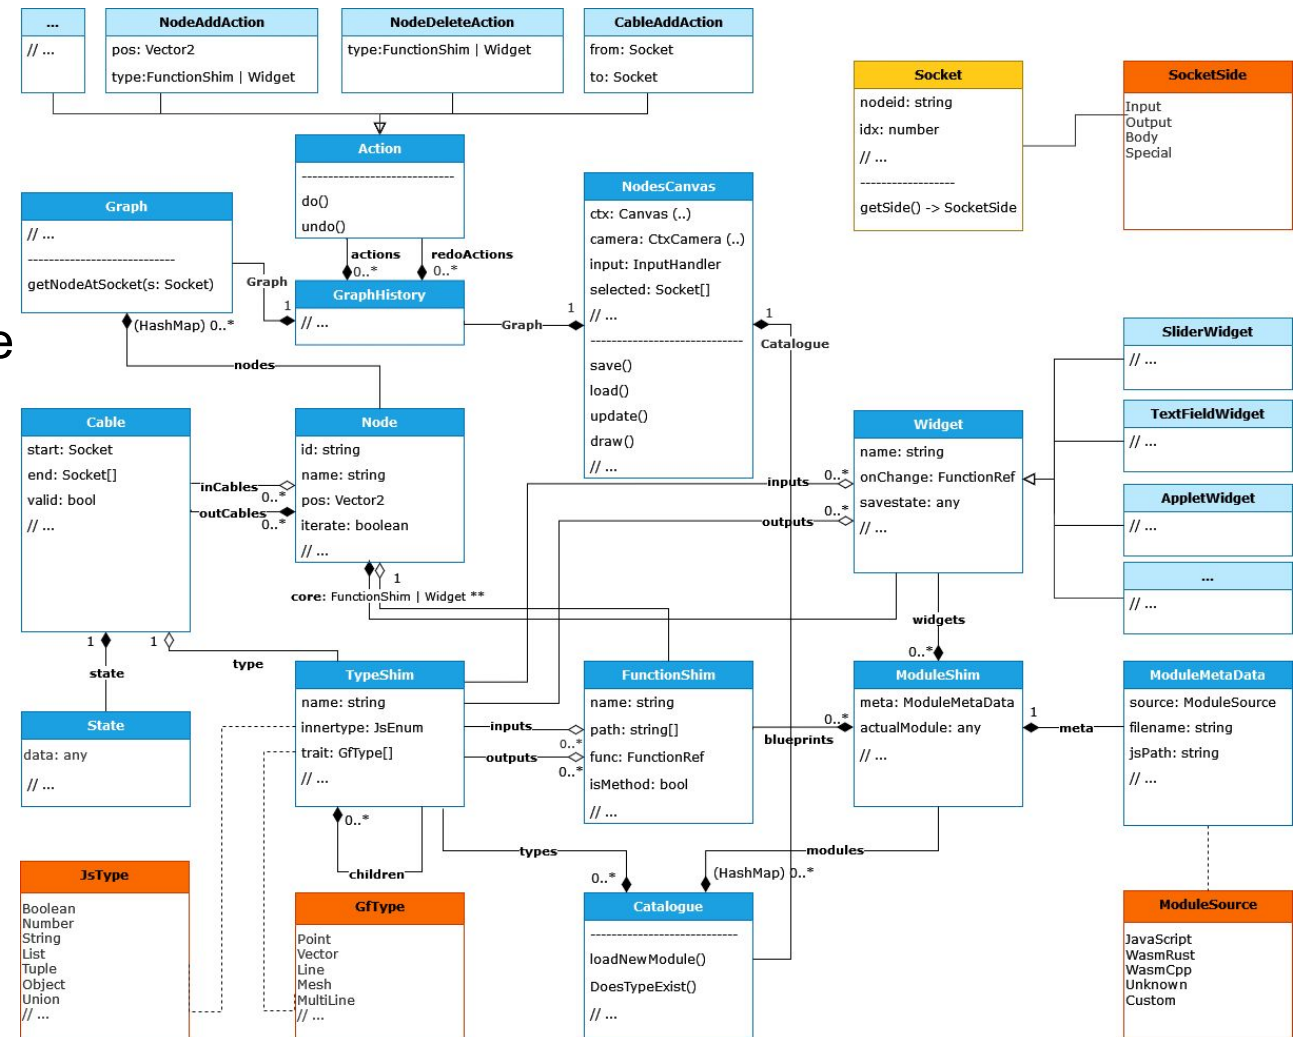 ...
// ...
NodeAddAction
pos: Vector2
type:FunctionShim | Widget
NodeDeleteAction
type:FunctionShim | Widget
CableAddAction
from: Socket
to: Socket
Socket
nodeid: string
idx: number
// ...
------------------
getSide() -> SocketSide
SocketSide
Input
Output
Body
Special
Action
-----------------------------
do()
undo()
actions
0..*
redoActions
0..*
Graph
// ...
----------------------------
getNodeAtSocket(s: Socket)
Graph
1
GraphHistory
// ...
Graph
1
NodesCanvas
ctx: Canvas (..)
camera: CtxCamera (..)
input: InputHandler
selected: Socket[]
// ...
-----------------------------
save()
load()
update()
draw()
// ...
1
Catalogue
e
(HashMap) 0..*
nodes
Cable
start: Socket
end: Socket[]
valid: bool
// ...
inCables
0..*
outCables
0..*
Node
id: string
name: string
pos: Vector2
iterate: boolean
// ...
1
core: FunctionShim | Widget **
inputs
0..*
outputs
0..*
Widget
name: string
onChange: FunctionRef
savestate: any
// ...
SliderWidget
// ...
TextFieldWidget
// ...
AppletWidget
// ...
...
// ...
widgets
0..*
1
state
1
type
State
data: any
// ...
TypeShim
name: string
innertype: JsEnum
trait: GfType[]
// ...
inputs
0..*
outputs
0..*
FunctionShim
name: string
path: string[]
func: FunctionRef
isMethod: bool
// ...
0..*
blueprints
ModuleShim
meta: ModuleMetaData
actualModule: any
// ...
1
meta
ModuleMetaData
source: ModuleSource
filename: string
jsPath: string
// ...
0..*
children
types
0..*
modules
(HashMap) 0..*
JsType
Boolean
Number
String
List
Tuple
Object
Union
// ...
GfType
Point
Vector
Line
Mesh
MultiLine
// ...
Catalogue
----------------------------
loadNewModule()
DoesTypeExist()
// ...
ModuleSource
JavaScript
WasmRust
WasmCpp
Unknown
Custom